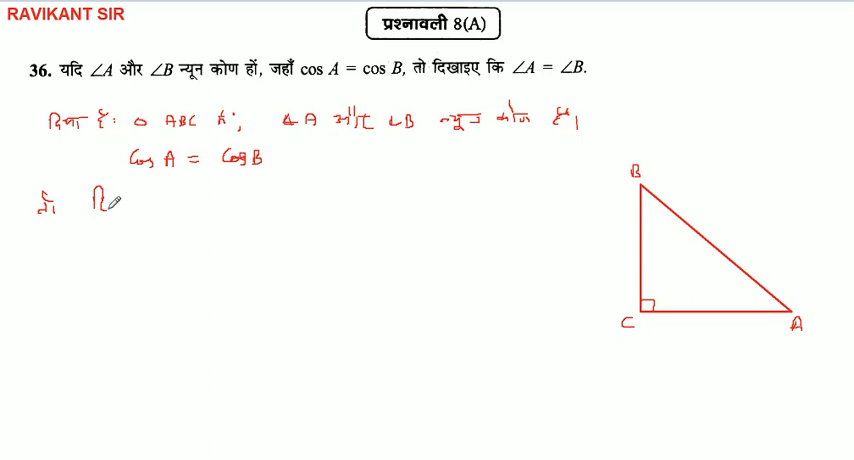 RAVIKANT SIR
प्रश्नावली 8(A)
36. यदि ∠A और ∠B न्यून कोण हों, जहाँ cos A = cos B, तो दिखाइए कि ∠A = ∠B.
दिया है: △ ABC में, ∠A और ∠B न्यून कोण है।
Cos A = Cos B
B
C
A